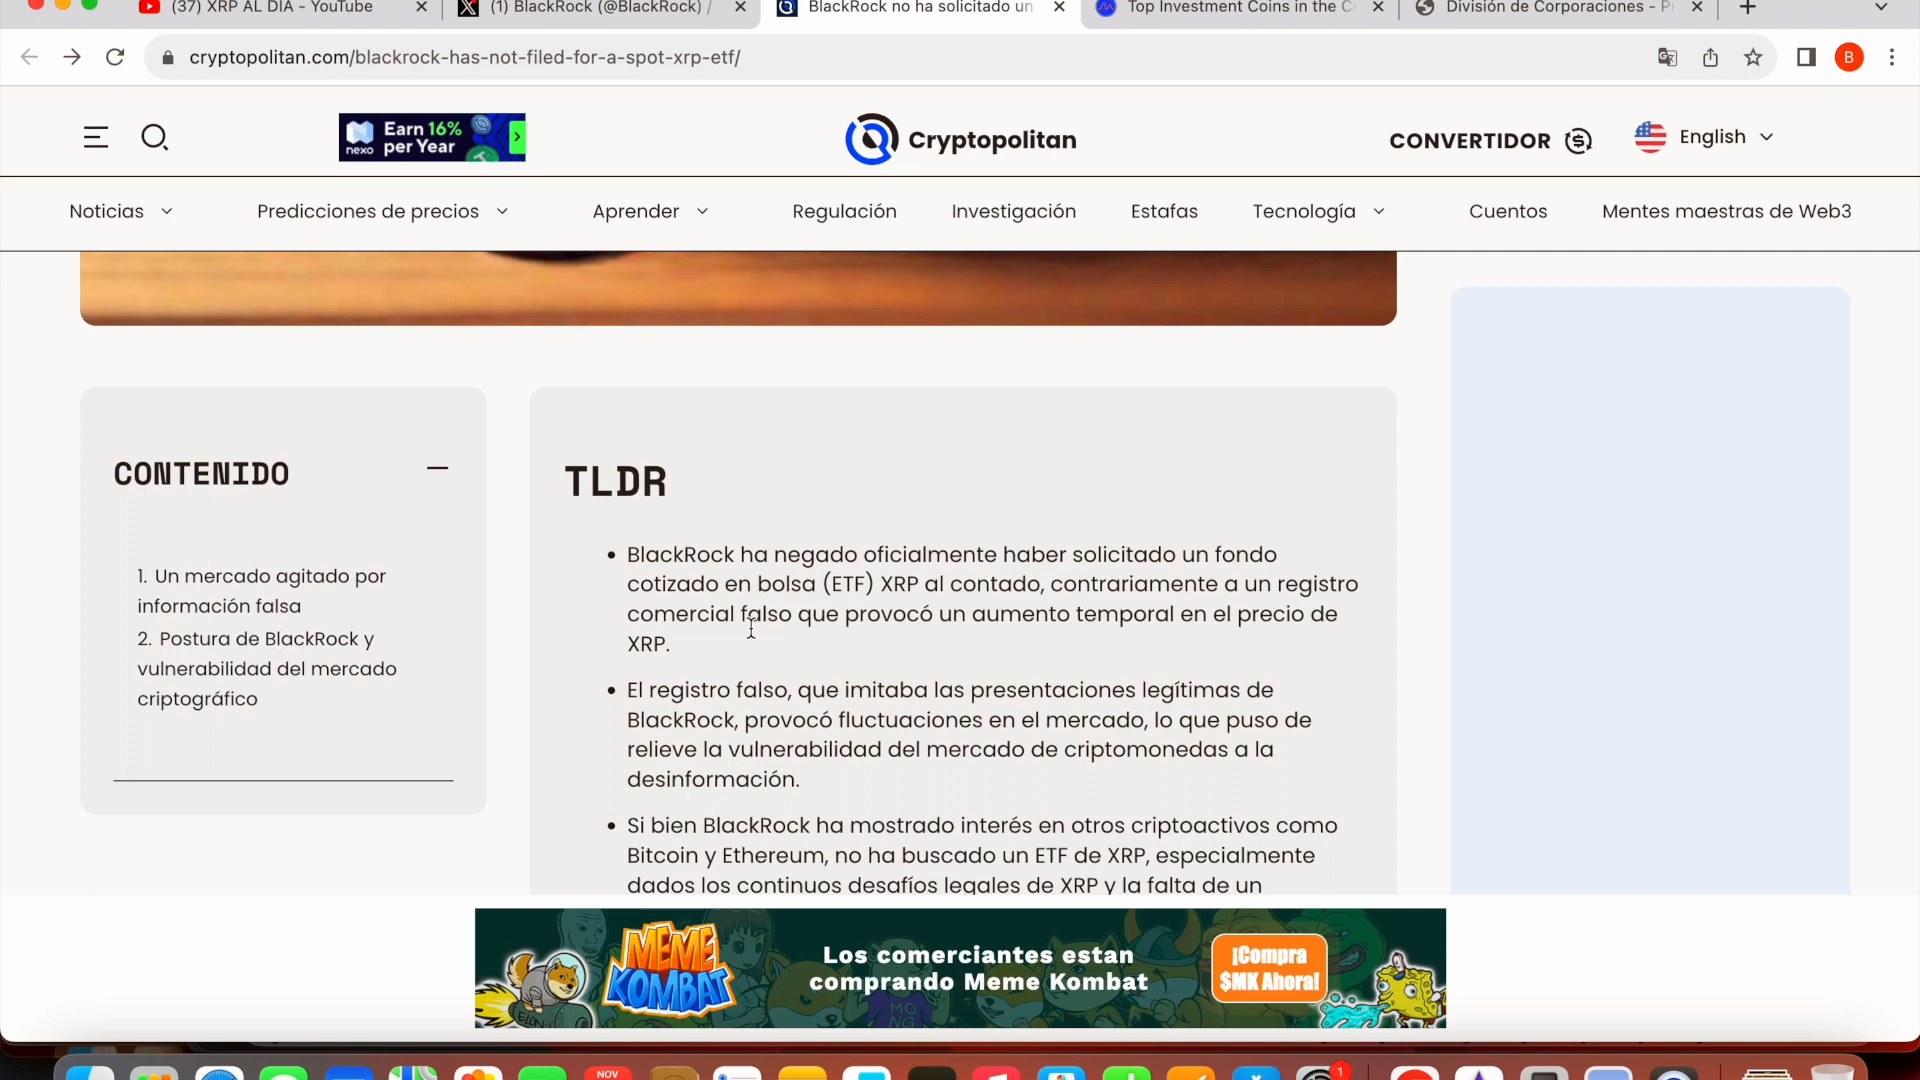 (37) XRP AL DIA - YouTube
(1) BlackRock (@BlackRock) /
BlackRock no ha solicitado un
Top Investment Coins in the C
División de Corporaciones - P
cryptopolitan.com/blackrock-has-not-filed-for-a-spot-xrp-etf/
B
nexo
Earn 16%
per Year
Cryptopolitan
CONVERTIDOR
English
Noticias
Predicciones de precios
Aprender
Regulación
Investigación
Estafas
Tecnología
Cuentos
Mentes maestras de Web3
CONTENIDO
1. Un mercado agitado por
información falsa
2. Postura de BlackRock y
vulnerabilidad del mercado
criptográfico
TLDR
• BlackRock ha negado oficialmente haber solicitado un fondo
cotizado en bolsa (ETF) XRP al contado, contrariamente a un registro
comercial falso que provocó un aumento temporal en el precio de
XRP.
• El registro falso, que imitaba las presentaciones legítimas de
BlackRock, provocó fluctuaciones en el mercado, lo que puso de
relieve la vulnerabilidad del mercado de criptomonedas a la
desinformación.
• Si bien BlackRock ha mostrado interés en otros criptoactivos como
Bitcoin y Ethereum, no ha buscado un ETF de XRP, especialmente
dados los continuos desafíos legales de XRP y la falta de un
MEME
KOMBAT
Los comerciantes estan
comprando Meme Kombat
¡Compra
$MK Ahora!
ELON
NOV
1